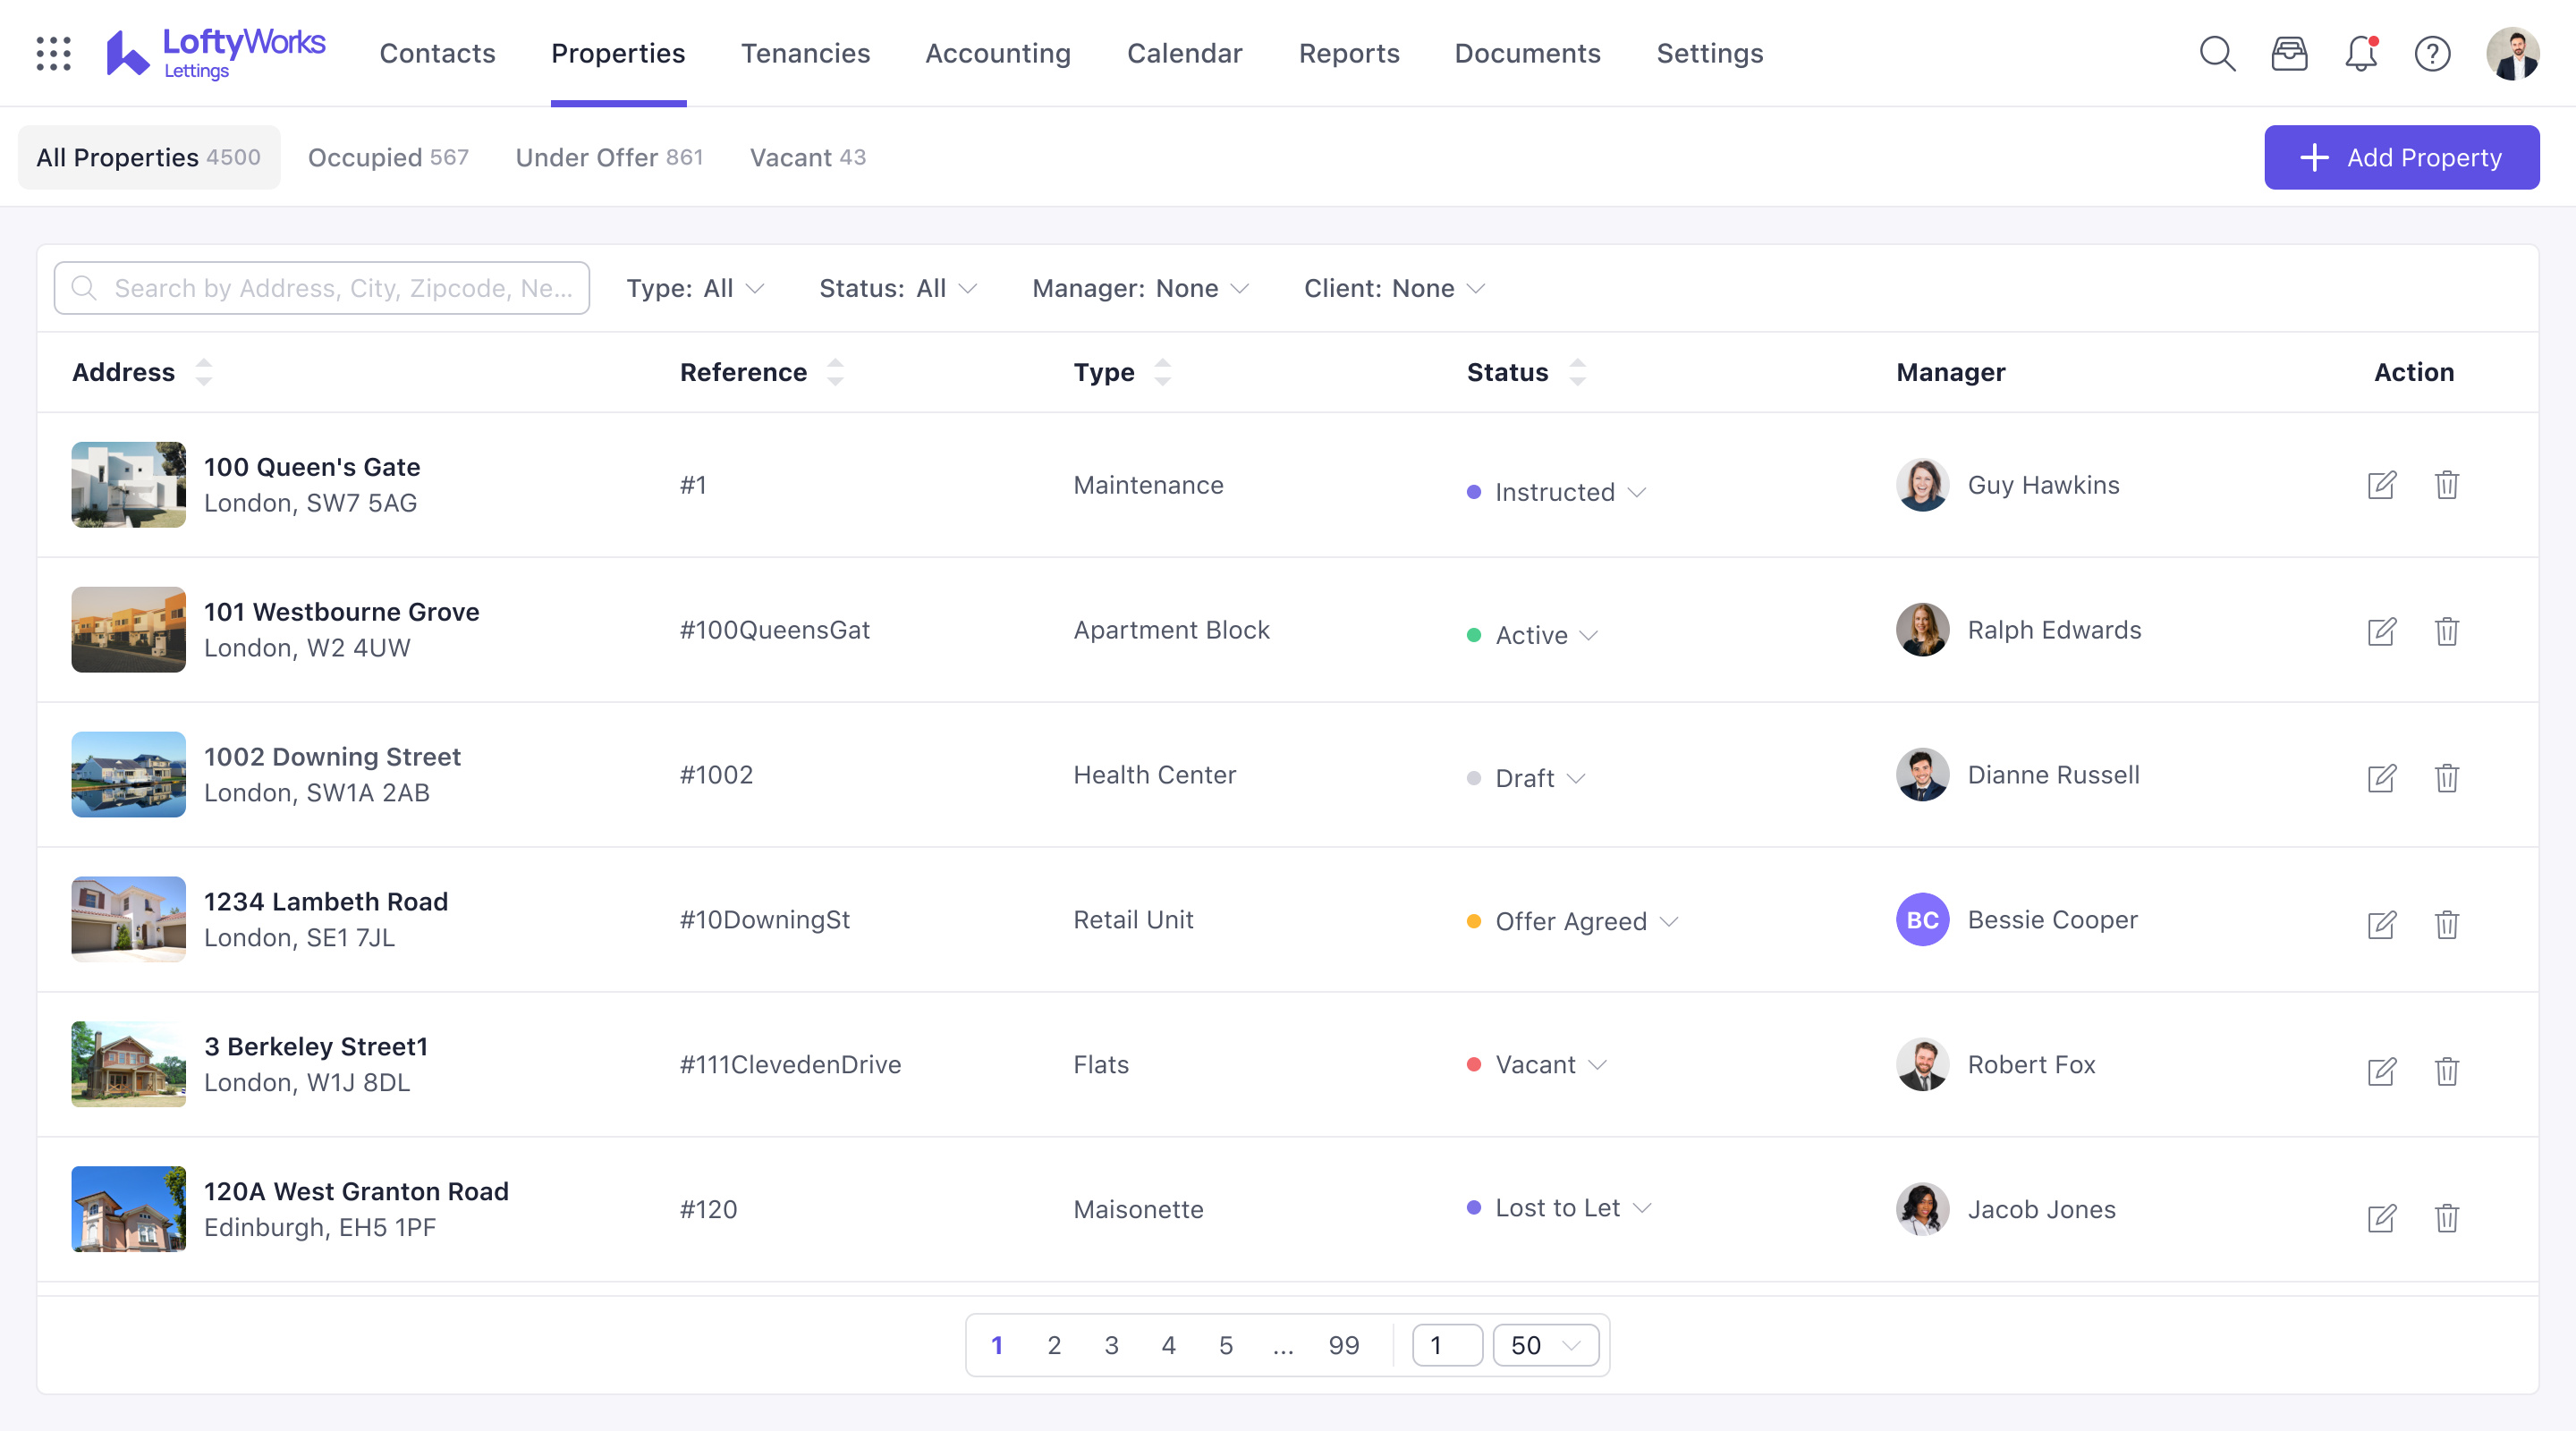 LoftyWorks
Lettings
Contacts
Properties
Tenancies
Accounting
Calendar
Reports
Documents
Settings
All Properties 4500
Occupied 567
Under Offer 861
Vacant 43
Add Property
Search by Address, City, Zipcode, Ne...
Type: All
Status: All
Manager: None
Client: None
Address
Reference
Type
Status
Manager
Action
100 Queen's Gate
London, SW7 5AG
#1
Maintenance
Instructed
Guy Hawkins
101 Westbourne Grove
London, W2 4UW
#100QueensGat
Apartment Block
Active
Ralph Edwards
1002 Downing Street
London, SW1A 2AB
#1002
Health Center
Draft
Dianne Russell
1234 Lambeth Road
London, SE1 7JL
#10DowningSt
Retail Unit
Offer Agreed
BC
Bessie Cooper
3 Berkeley Street1
London, W1J 8DL
#111ClevedenDrive
Flats
Vacant
Robert Fox
120A West Granton Road
Edinburgh, EH5 1PF
#120
Maisonette
Lost to Let
Jacob Jones
1 2 3 4 5 ... 99 1 50